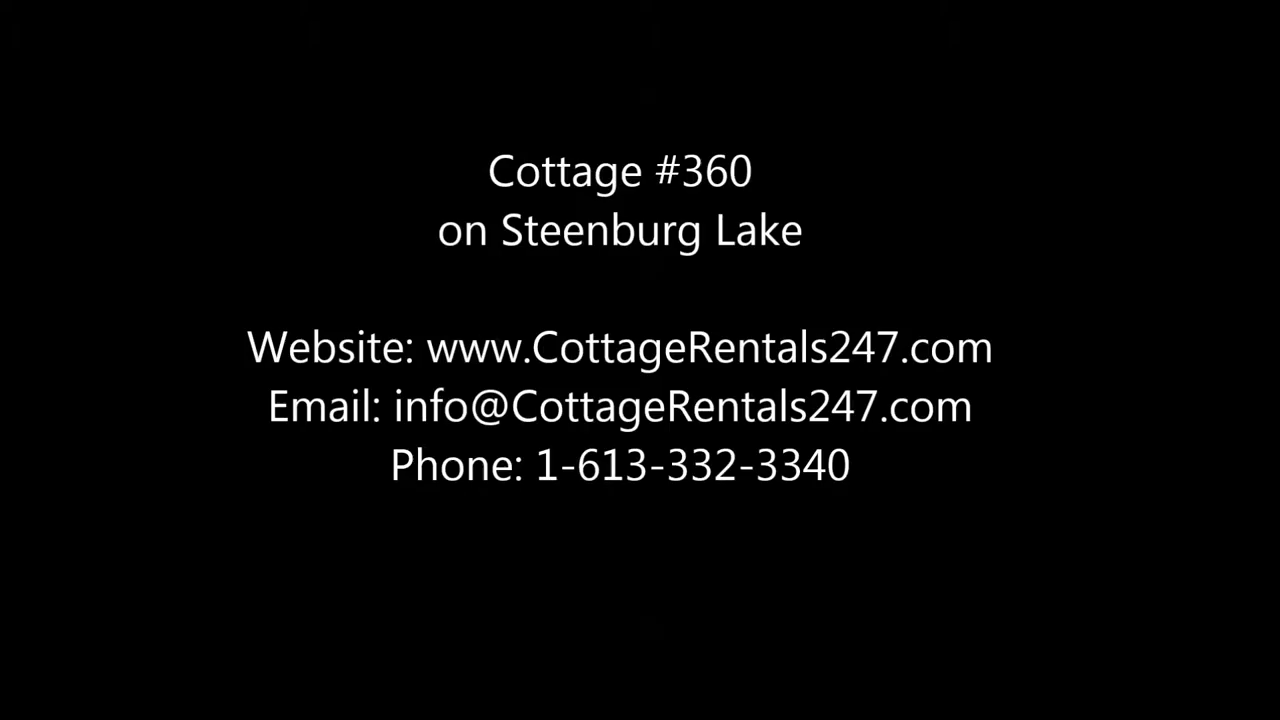 Cottage #360
on Steenburg Lake
Website: www.CottageRentals247.com
Email: info@CottageRentals247.com
Phone: 1-613-332-3340